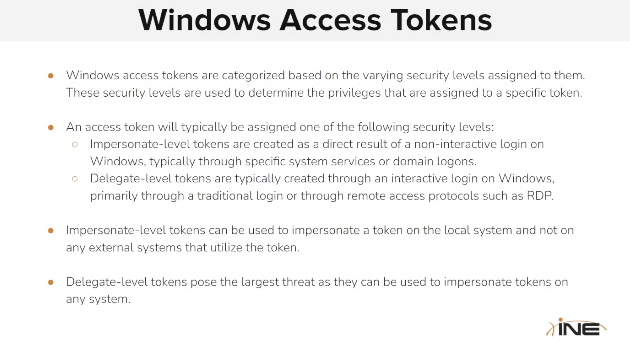 Windows Access Tokens
Windows access tokens are categorized based on the varying security levels assigned to them.
These security levels are used to determine the privileges that are assigned to a specific token.
An access token will typically be assigned one of the following security levels:
Impersonate-level tokens are created as a direct result of a non-interactive login on
Windows, typically through specific system services or domain logons.
Delegate-level tokens are typically created through an interactive login on Windows,
primarily through a traditional login or through remote access protocols such as RDP.
Impersonate-level tokens can be used to impersonate a token on the local system and not on
any external systems that utilize the token.
Delegate-level tokens pose the largest threat as they can be used to impersonate tokens on
any system.
INE